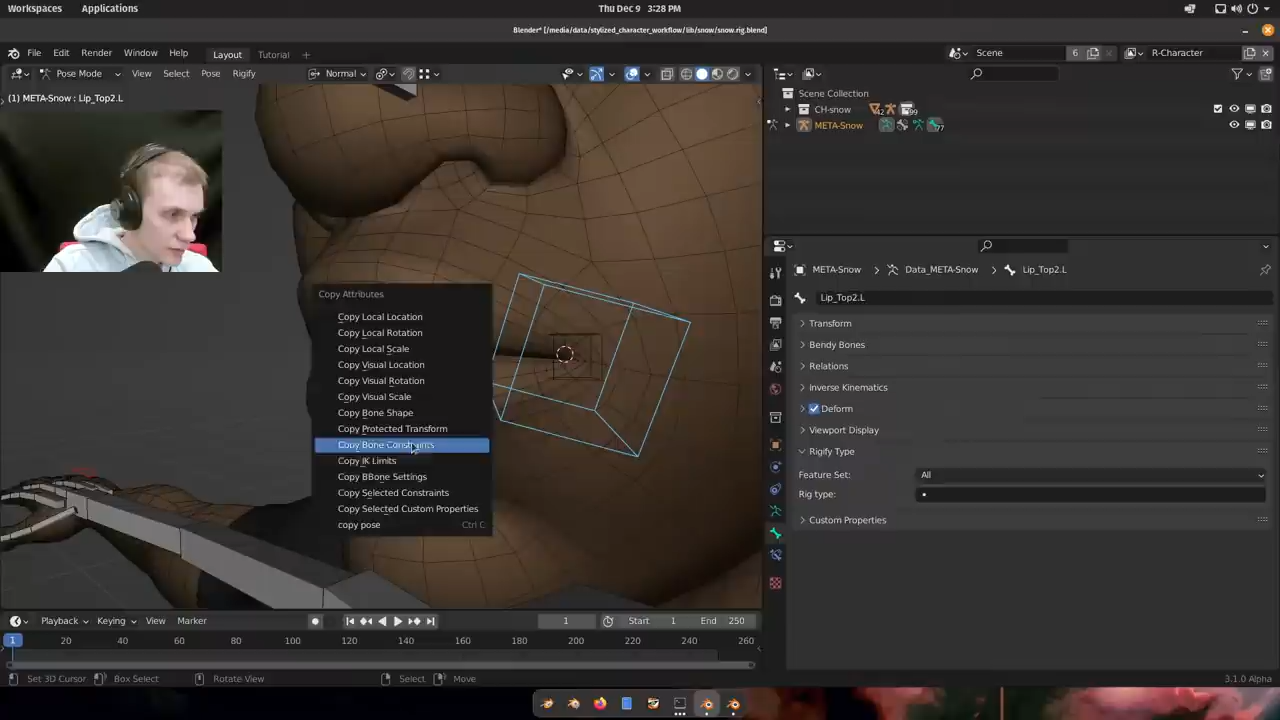 Workspaces Applications Thu Dec 9 3:28 PM
Blender* [/media/data/stylized_character_workflow/lib/snow/snow.rig.blend]
File Edit Render Window Help Layout Tutorial + Scene 6 R-Character
Pose Mode View Select Pose Rigify Normal
(1) META-Snow : Lip_Top2.L
Scene Collection
CH-snow 42 99
META-Snow 77
META-Snow > Data_META-Snow > Lip_Top2.L
Lip_Top2.L
Transform
Bendy Bones
Relations
Inverse Kinematics
Deform
Viewport Display
Rigify Type
Feature Set: All
Rig type:
Custom Properties
Copy Attributes
Copy Local Location
Copy Local Rotation
Copy Local Scale
Copy Visual Location
Copy Visual Rotation
Copy Visual Scale
Copy Bone Shape
Copy Protected Transform
Copy Bone Constraints
Copy IK Limits
Copy BBone Settings
Copy Selected Constraints
Copy Selected Custom Properties
copy pose Ctrl C
Playback Keying View Marker 1 Start 1 End 250
1 20 40 60 80 100 120 140 160 180 200 220 240 260
Set 3D Cursor Box Select Rotate View Select Move 3.1.0 Alpha